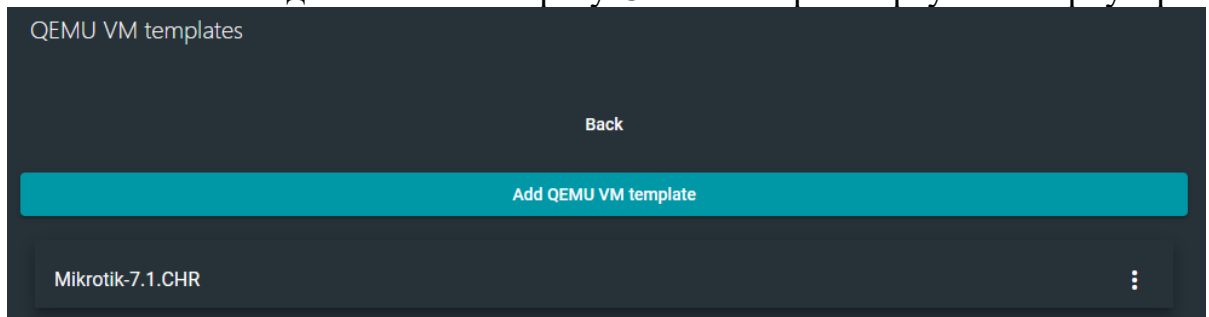 QEMU VM templates
Back
Add QEMU VM template
Mikrotik-7.1.CHR